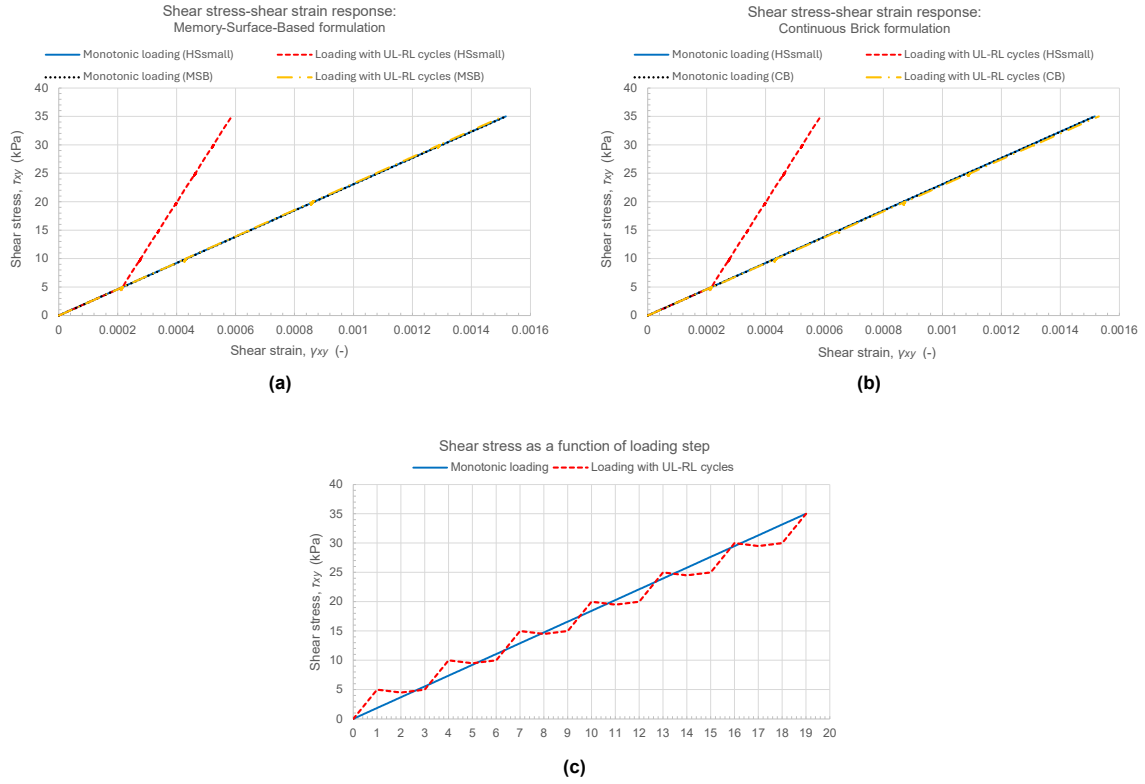 Shear stress-shear strain response:
Memory-Surface-Based formulation
Monotonic loading (HSsmall)
Loading with UL-RL cycles (HSsmall)
Monotonic loading (MSB)
Loading with UL-RL cycles (MSB)
Shear stress, τxy (kPa)
40
35
30
25
20
15
10
5
0
0 0.0002 0.0004 0.0006 0.0008 0.001 0.0012 0.0014 0.0016
Shear strain, γxy (-)
(a)
Shear stress-shear strain response:
Continuous Brick formulation
Monotonic loading (HSsmall)
Loading with UL-RL cycles (HSsmall)
Monotonic loading (CB)
Loading with UL-RL cycles (CB)
Shear stress, τxy (kPa)
40
35
30
25
20
15
10
5
0
0 0.0002 0.0004 0.0006 0.0008 0.001 0.0012 0.0014 0.0016
Shear strain, γxy (-)
(b)
Shear stress as a function of loading step
Monotonic loading
Loading with UL-RL cycles
Shear stress, τxy (kPa)
40
35
30
25
20
15
10
5
0
0 1 2 3 4 5 6 7 8 9 10 11 12 13 14 15 16 17 18 19 20
(c)